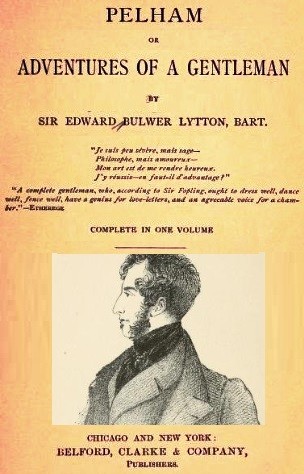 PELHAM
OR
ADVENTURES OF A GENTLEMAN
BY
SIR EDWARD BULWER LYTTON, BART.
"Je suis peu sévère, mais sage—
Philosophe, mais amoureux—
Mon art est de me rendre heureux.
J'y réussis—en faut-il d'avantage?"
"A complete gentleman, who, according to Sir Fopling, ought to dress well, dance
well, fence well, have a genius for love-letters, and an agreeable voice for a cham-
ber."—ETHEREGE.
COMPLETE IN ONE VOLUME
CHICAGO AND NEW YORK:
BELFORD, CLARKE & COMPANY,
PUBLISHERS.